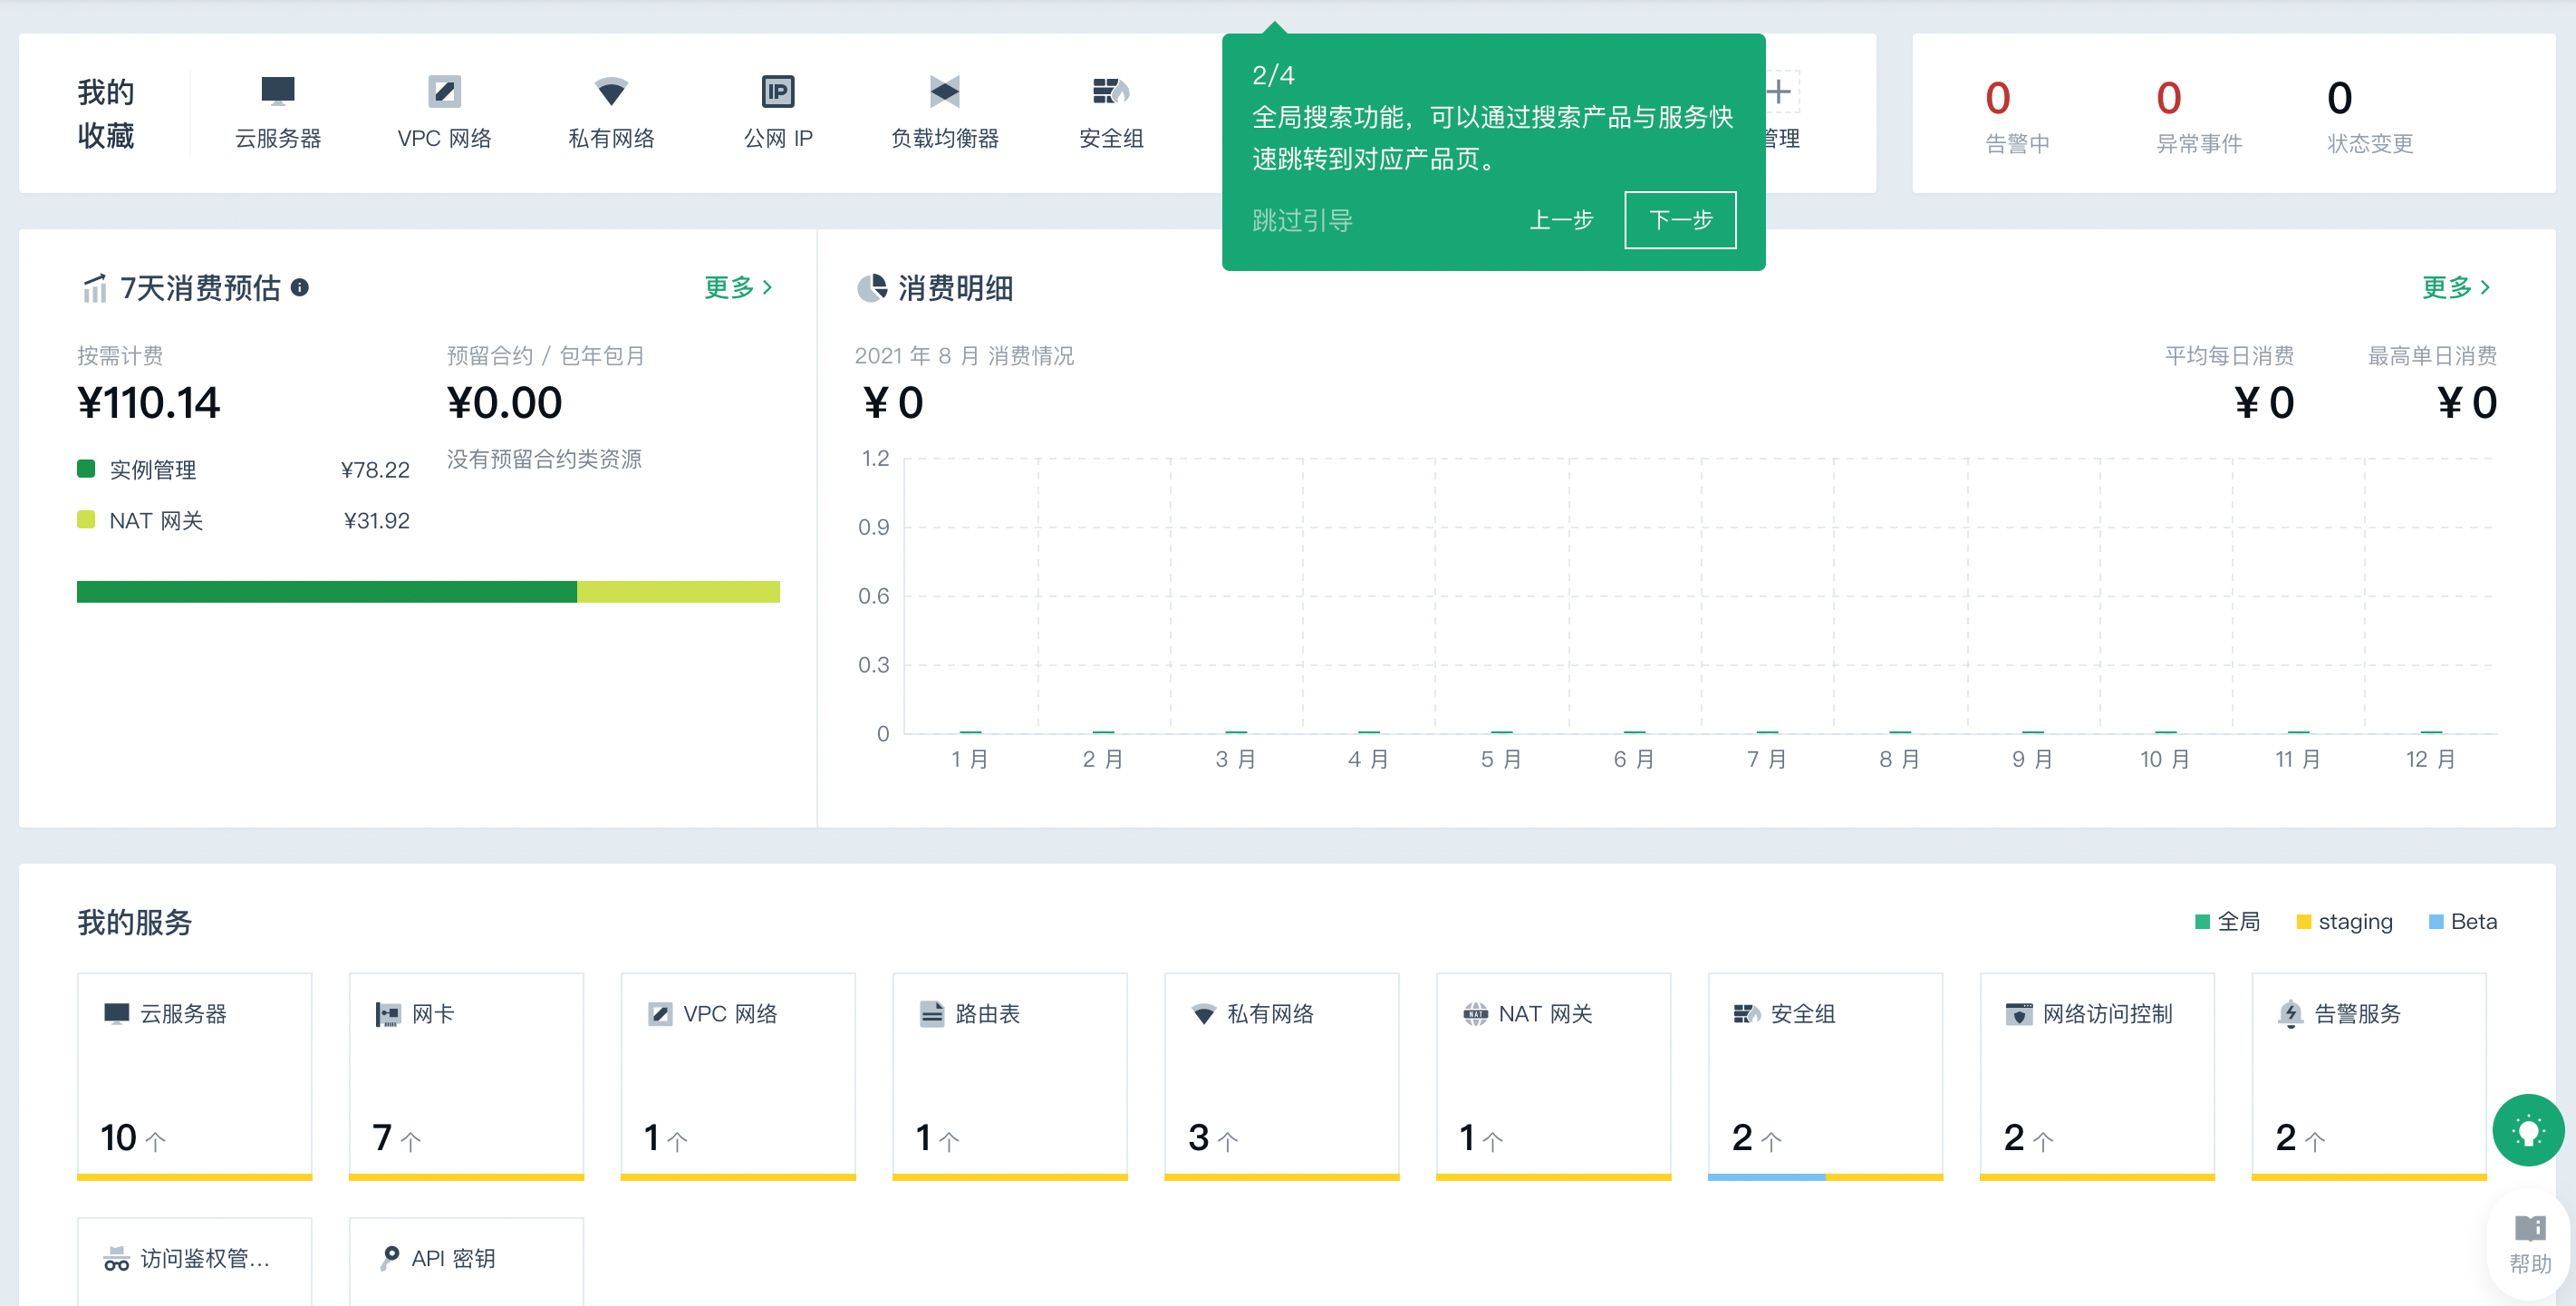 我的
收藏
云服务器
VPC 网络
私有网络
公网 IP
负载均衡器
安全组
2/4
全局搜索功能，可以通过搜索产品与服务快
速跳转到对应产品页。
跳过引导
上一步
下一步
管理
0
告警中
0
异常事件
0
状态变更
7天消费预估
更多
按需计费
¥110.14
实例管理 ¥78.22
NAT 网关 ¥31.92
预留合约 / 包年包月
¥0.00
没有预留合约类资源
消费明细
更多
2021 年 8 月 消费情况
¥ 0
平均每日消费
¥ 0
最高单日消费
¥ 0
1.2
0.9
0.6
0.3
0
1 月 2 月 3 月 4 月 5 月 6 月 7 月 8 月 9 月 10 月 11 月 12 月
我的服务
全局 staging Beta
云服务器
10 个
网卡
7 个
VPC 网络
1 个
路由表
1 个
私有网络
3 个
NAT 网关
1 个
安全组
2 个
网络访问控制
2 个
告警服务
2 个
访问鉴权管...
API 密钥
帮助